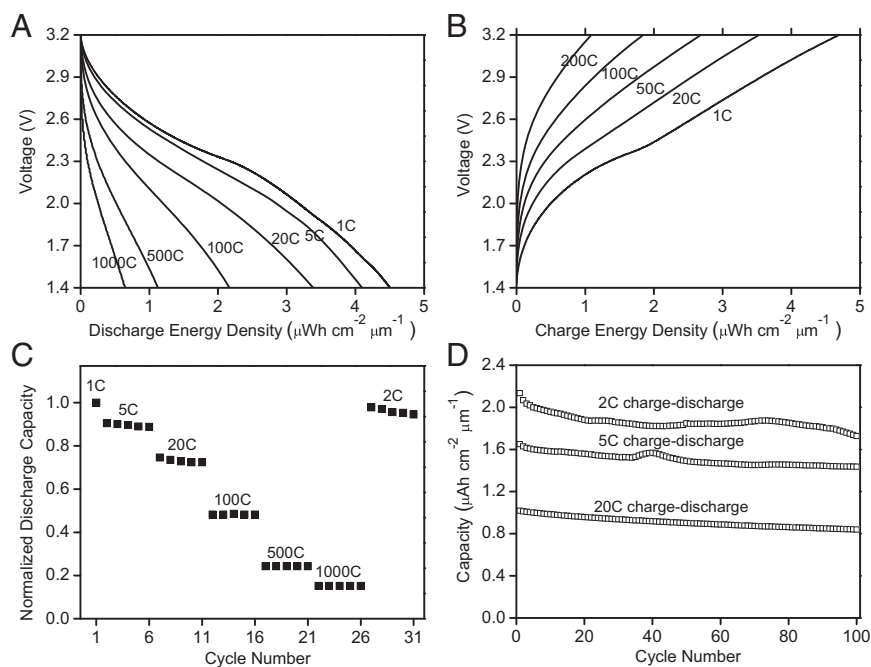 A
3.2
2.9
2.6
2.3
2.0
1.7
1.4
Voltage (V)
1000C
500C
100C
20C
5C
1C
0 1 2 3 4 5
Discharge Energy Density (μWh cm⁻² μm⁻¹)
B
3.2
2.9
2.6
2.3
2.0
1.7
1.4
Voltage (V)
200C
100C
50C
20C
1C
0 1 2 3 4 5
Charge Energy Density (μWh cm⁻² μm⁻¹)
C
1.0
0.8
0.6
0.4
0.2
0.0
Normalized Discharge Capacity
1C
5C
20C
100C
500C
1000C
2C
1 6 11 16 21 26 31
Cycle Number
D
2.4
2.0
1.6
1.2
0.8
0.4
0.0
Capacity (μAh cm⁻² μm⁻¹)
2C charge-discharge
5C charge-discharge
20C charge-discharge
0 20 40 60 80 100
Cycle Number